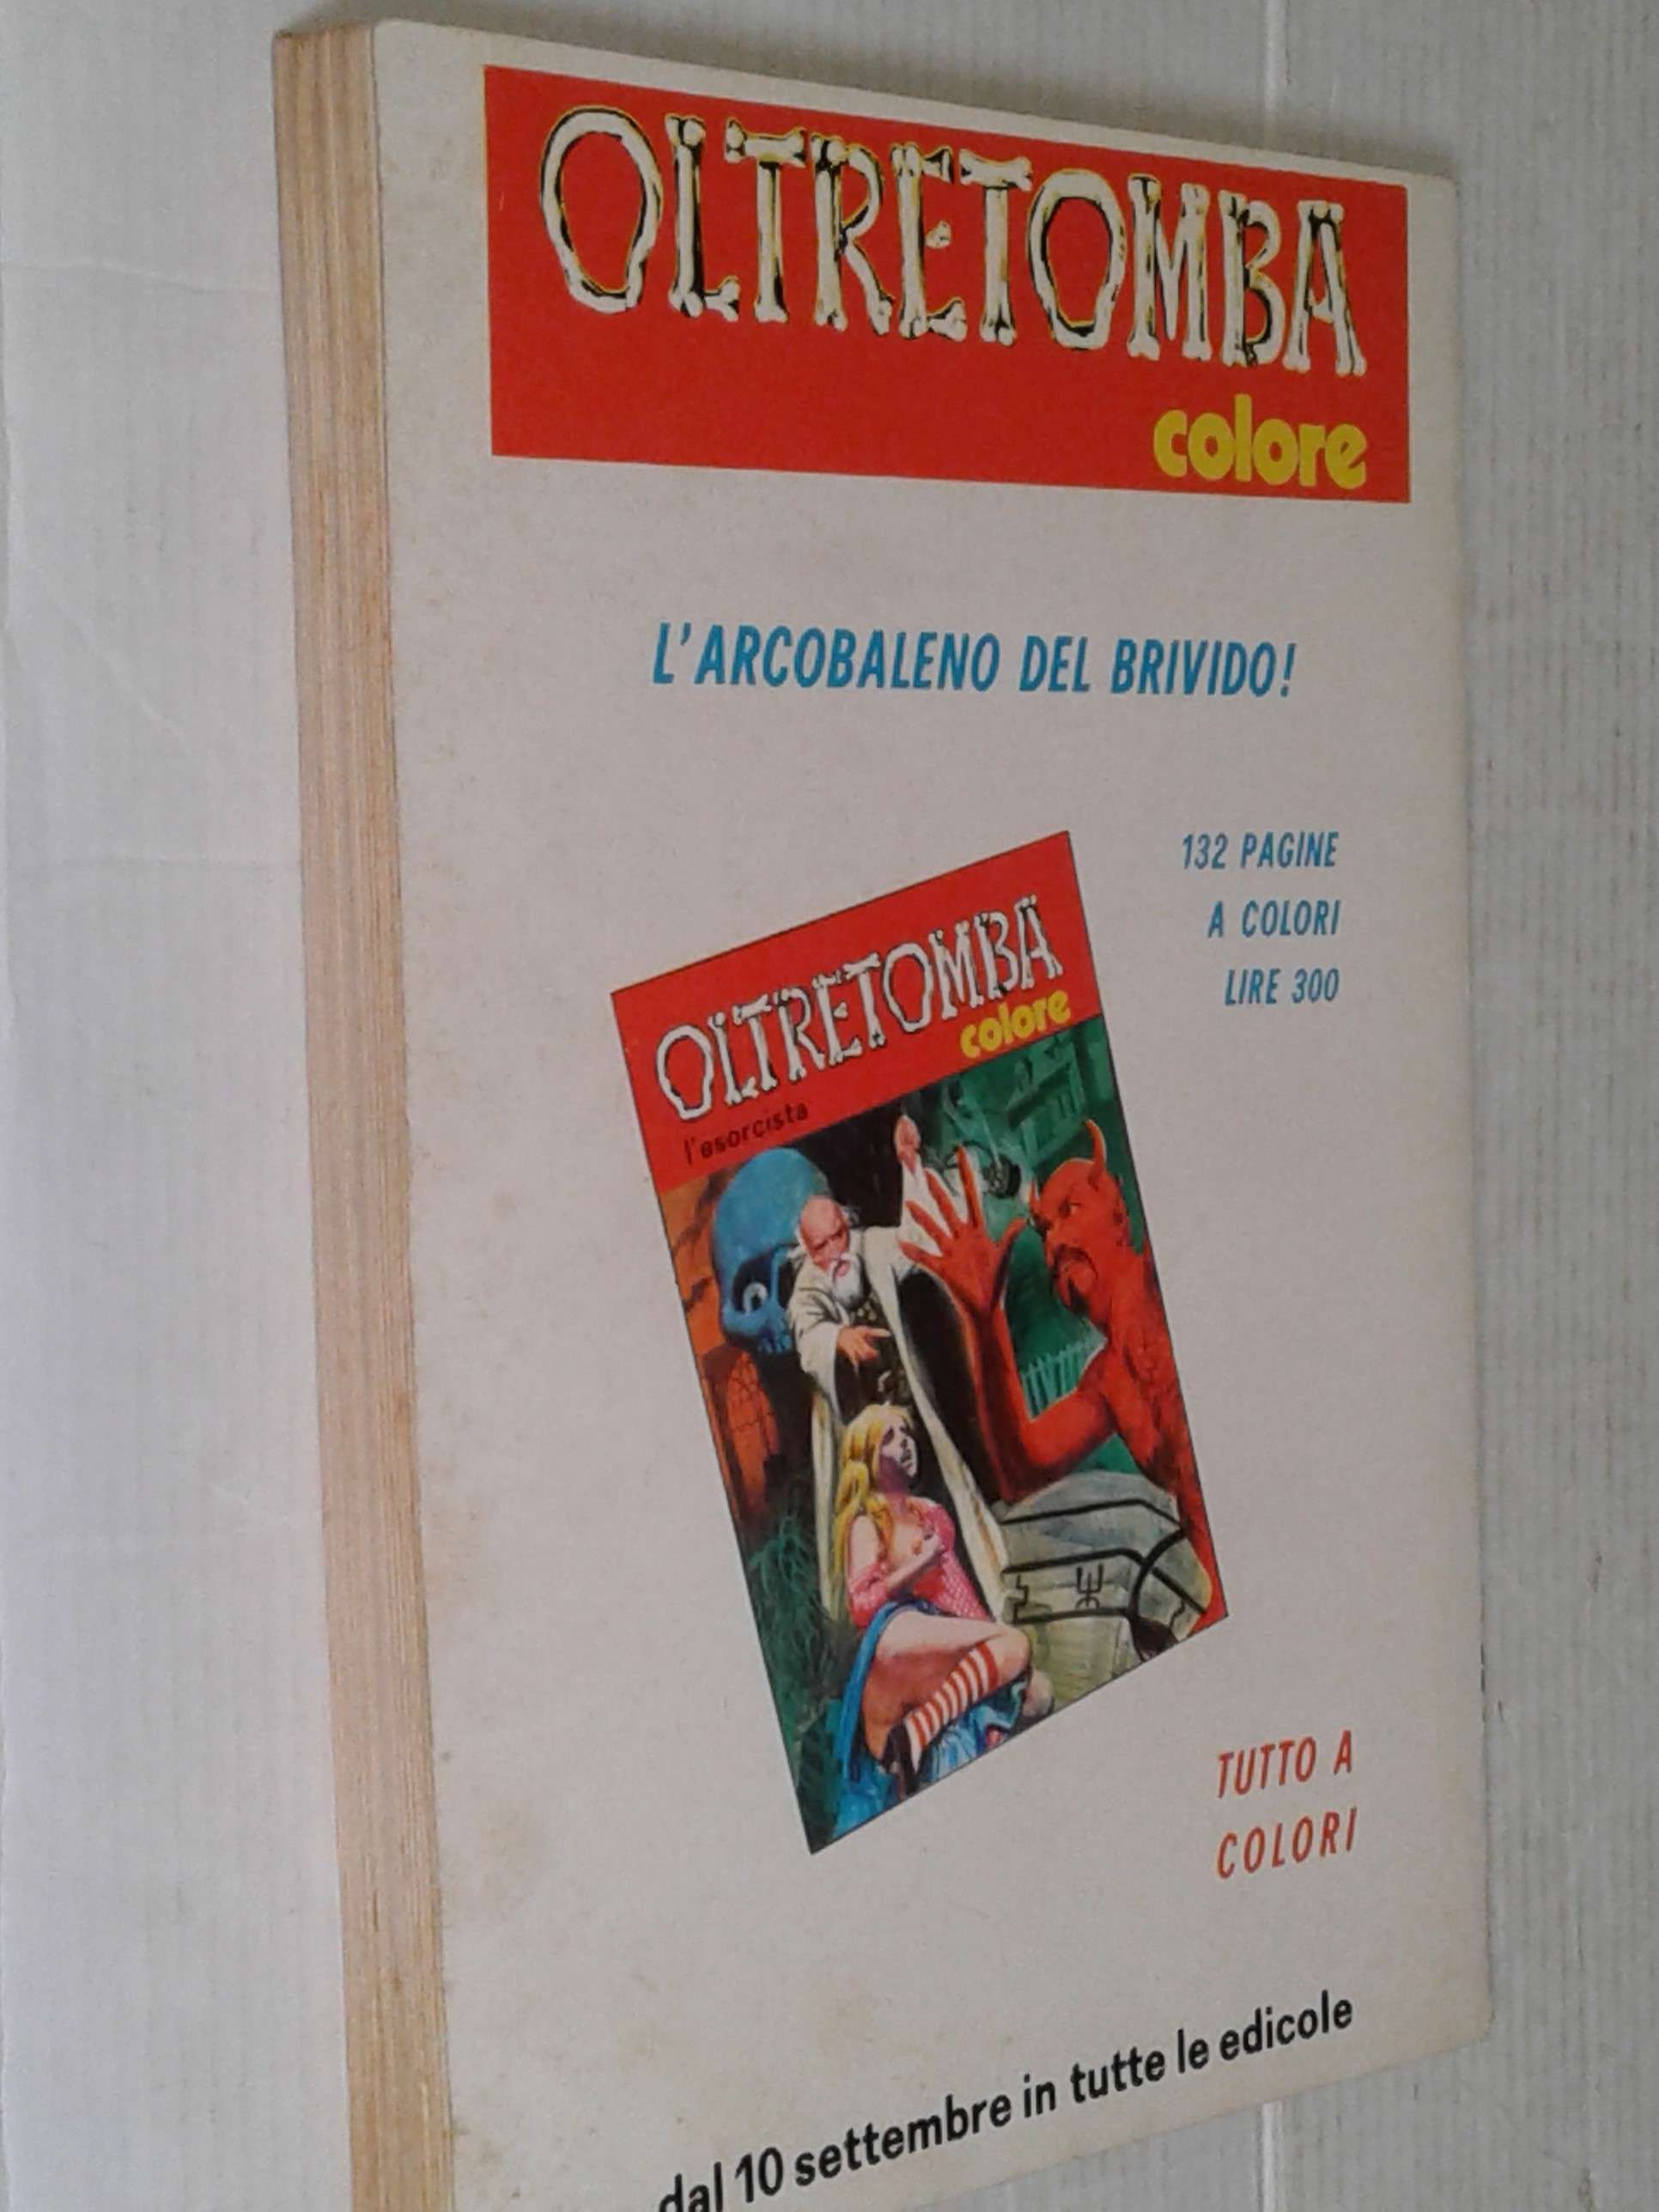 OLTRETOMBA
colore
L'ARCOBALENO DEL BRIVIDO!
132 PAGINE
A COLORI
LIRE 300
OLTRETOMBA
colore
l'esorcista
TUTTO A
COLORI
dal 10 settembre in tutte le edicole